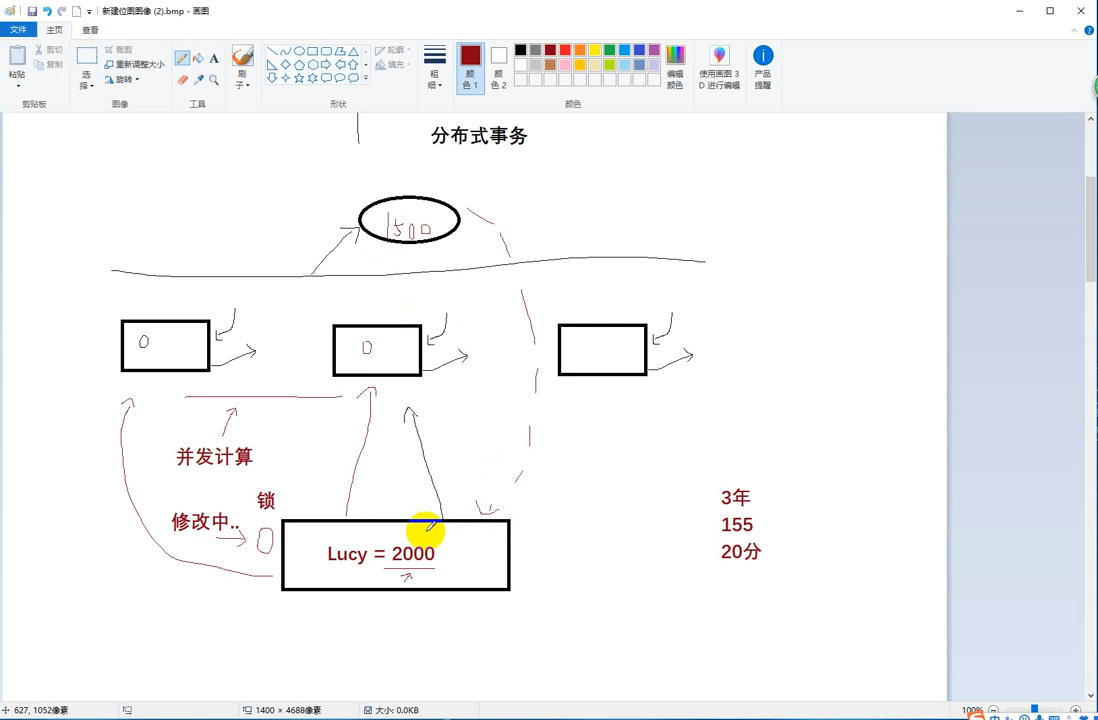 新建位图图像 (2).bmp - 画图
文件 主页 查看
粘贴 剪切 复制 选择 裁剪 重新调整大小 旋转 A 刷子 轮廓 填充 粗细 颜色 1 颜色 2 编辑颜色 使用画图 3D 进行编辑 产品提醒
剪贴板 图像 工具 形状 颜色
分布式事务
1500
0 0
并发计算
锁
修改中..
0
Lucy = 2000
3年
155
20分
627, 1052像素 1400 × 4688像素 大小: 0.0KB 100%